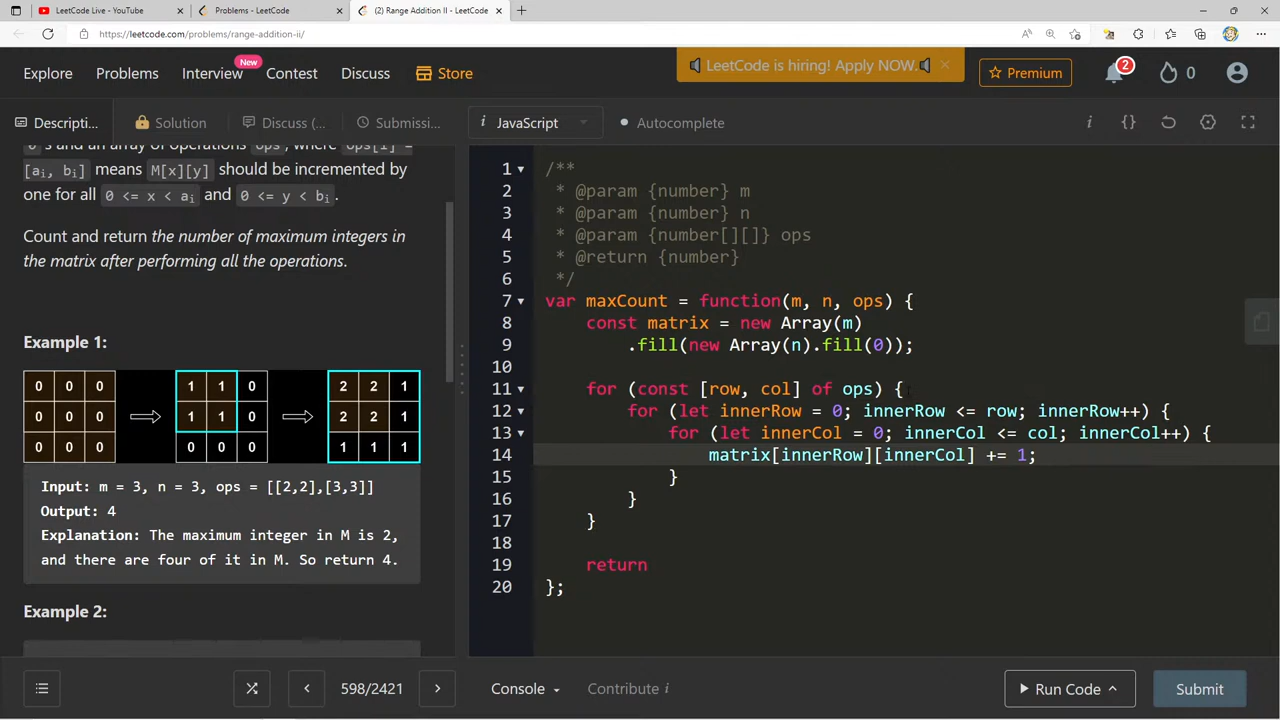 LeetCode Live - YouTube
Problems - LeetCode
(2) Range Addition II - LeetCode
https://leetcode.com/problems/range-addition-ii/
LeetCode is hiring! Apply NOW.
Explore
Problems
Interview
New
Contest
Discuss
Store
Premium
2
0
Descripti...
Solution
Discuss (...
Submissi...
i JavaScript
Autocomplete
0's and an array of operations ops, where ops[i] =
[ai, bi] means M[x][y] should be incremented by
one for all 0 <= x < ai and 0 <= y < bi.
Count and return the number of maximum integers in
the matrix after performing all the operations.
Example 1:
0 0 0 1 1 0 2 2 1
0 0 0 1 1 0 2 2 1
0 0 0 0 0 0 1 1 1
Input: m = 3, n = 3, ops = [[2,2],[3,3]]
Output: 4
Explanation: The maximum integer in M is 2,
and there are four of it in M. So return 4.
Example 2:
1 /**
2 * @param {number} m
3 * @param {number} n
4 * @param {number[][]} ops
5 * @return {number}
6 */
7 var maxCount = function(m, n, ops) {
8 const matrix = new Array(m)
9 .fill(new Array(n).fill(0));
10
11 for (const [row, col] of ops) {
12 for (let innerRow = 0; innerRow <= row; innerRow++) {
13 for (let innerCol = 0; innerCol <= col; innerCol++) {
14 matrix[innerRow][innerCol] += 1;
15 }
16 }
17 }
18
19 return
20 };
598/2421
Console
Contribute i
Run Code
Submit